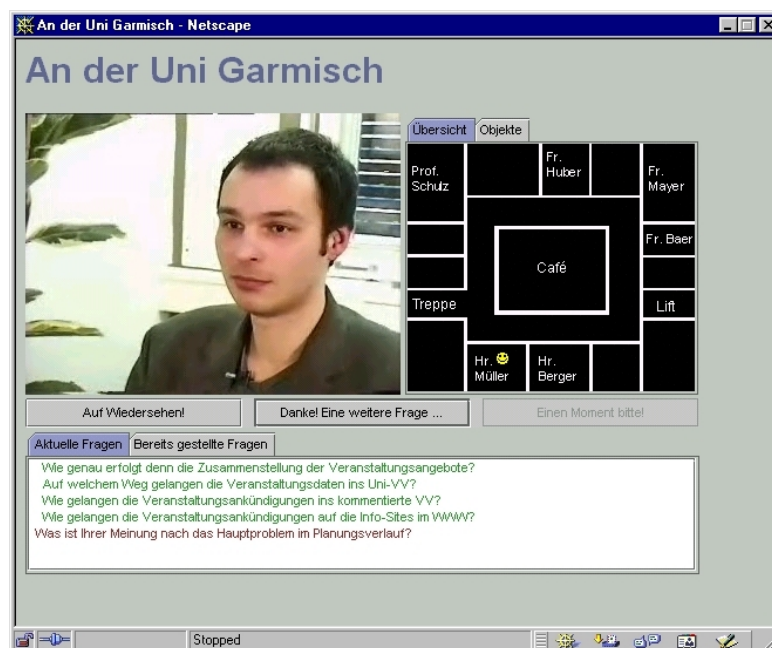 An der Uni Garmisch - Netscape
An der Uni Garmisch
Übersicht
Objekte
Prof.
Schulz
Fr.
Huber
Fr.
Mayer
Fr. Baer
Café
Treppe
Lift
Hr.
Müller
Hr.
Berger
Auf Wiedersehen!
Danke! Eine weitere Frage ...
Einen Moment bitte!
Aktuelle Fragen
Bereits gestellte Fragen
Wie genau erfolgt denn die Zusammenstellung der Veranstaltungsangebote?
Auf welchem Weg gelangen die Veranstaltungsdaten ins Uni-VV?
Wie gelangen die Veranstaltungsankündigungen ins kommentierte VV?
Wie gelangen die Veranstaltungsankündigungen auf die Info-Sites im WWW?
Was ist Ihrer Meinung nach das Hauptproblem im Planungsverlauf?
Stopped